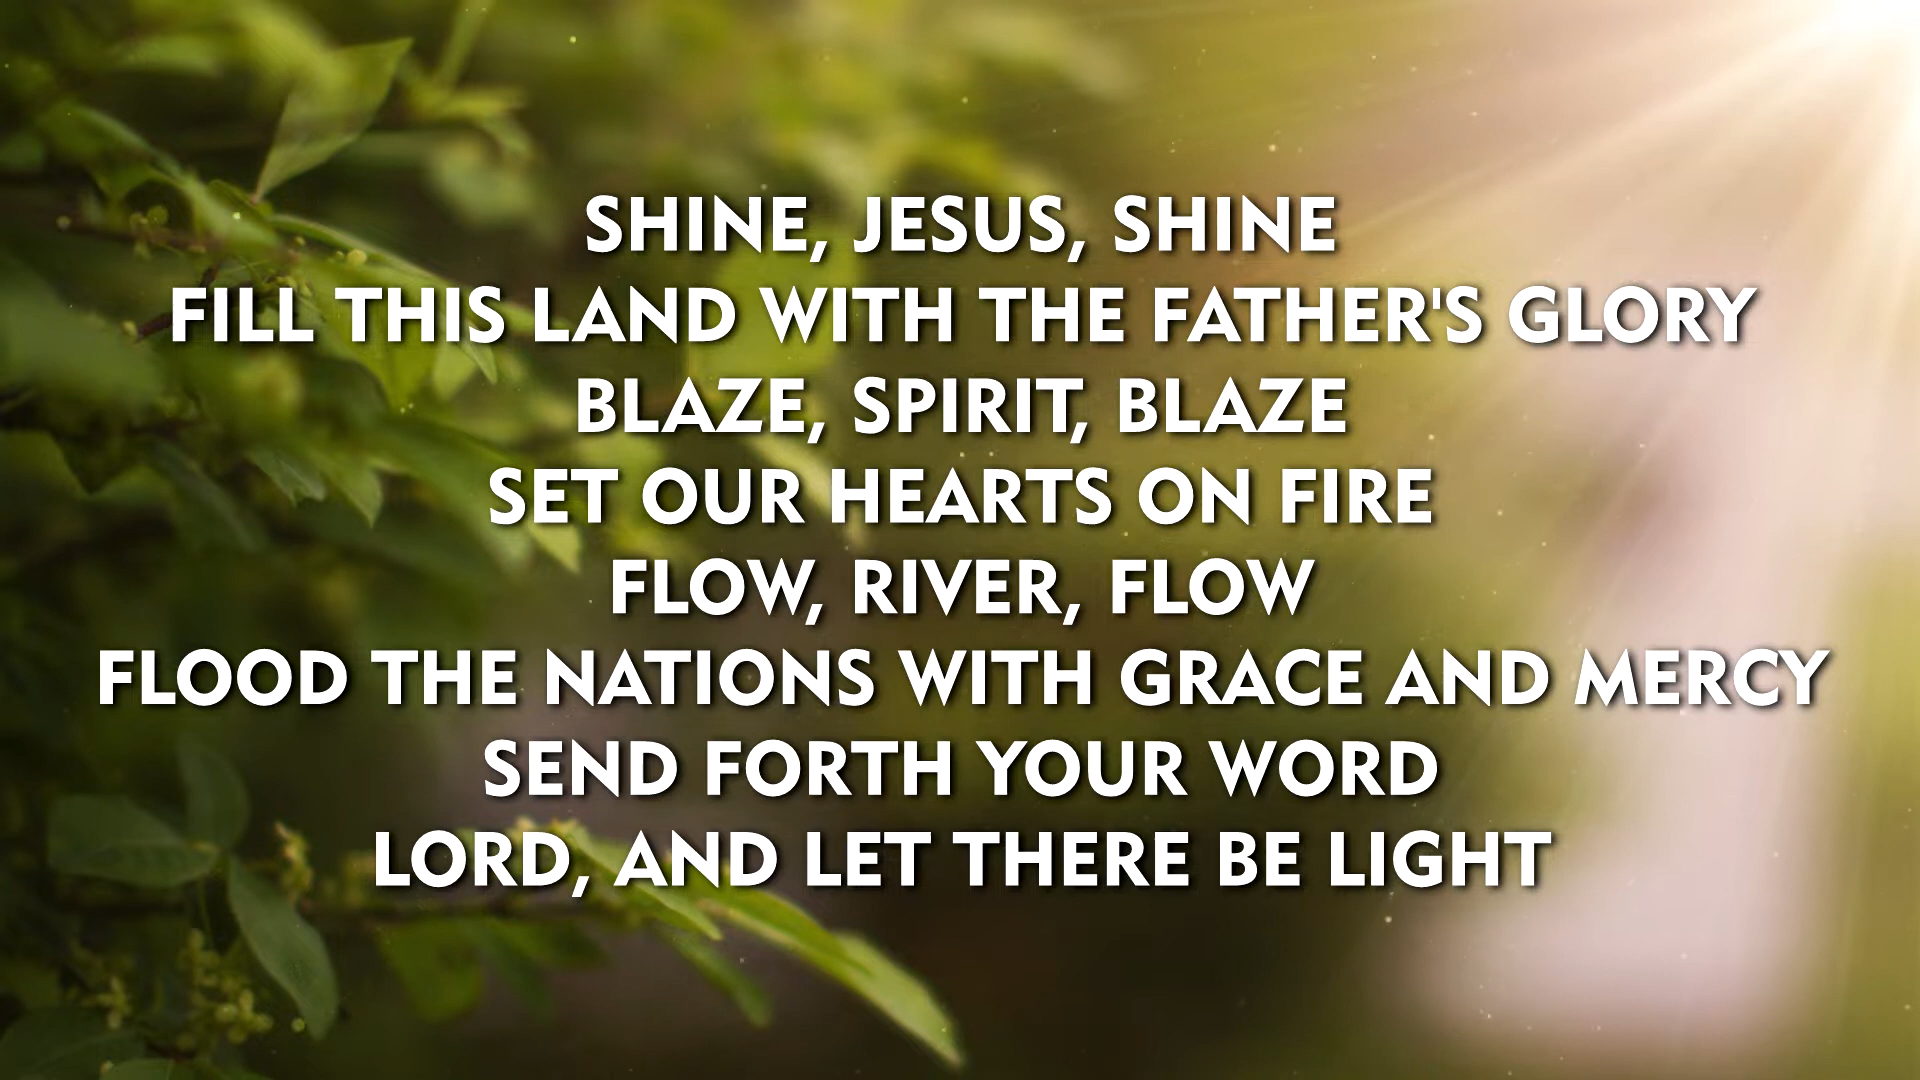 SHINE, JESUS, SHINE
FILL THIS LAND WITH THE FATHER'S GLORY
BLAZE, SPIRIT, BLAZE
SET OUR HEARTS ON FIRE
FLOW, RIVER, FLOW
FLOOD THE NATIONS WITH GRACE AND MERCY
SEND FORTH YOUR WORD
LORD, AND LET THERE BE LIGHT